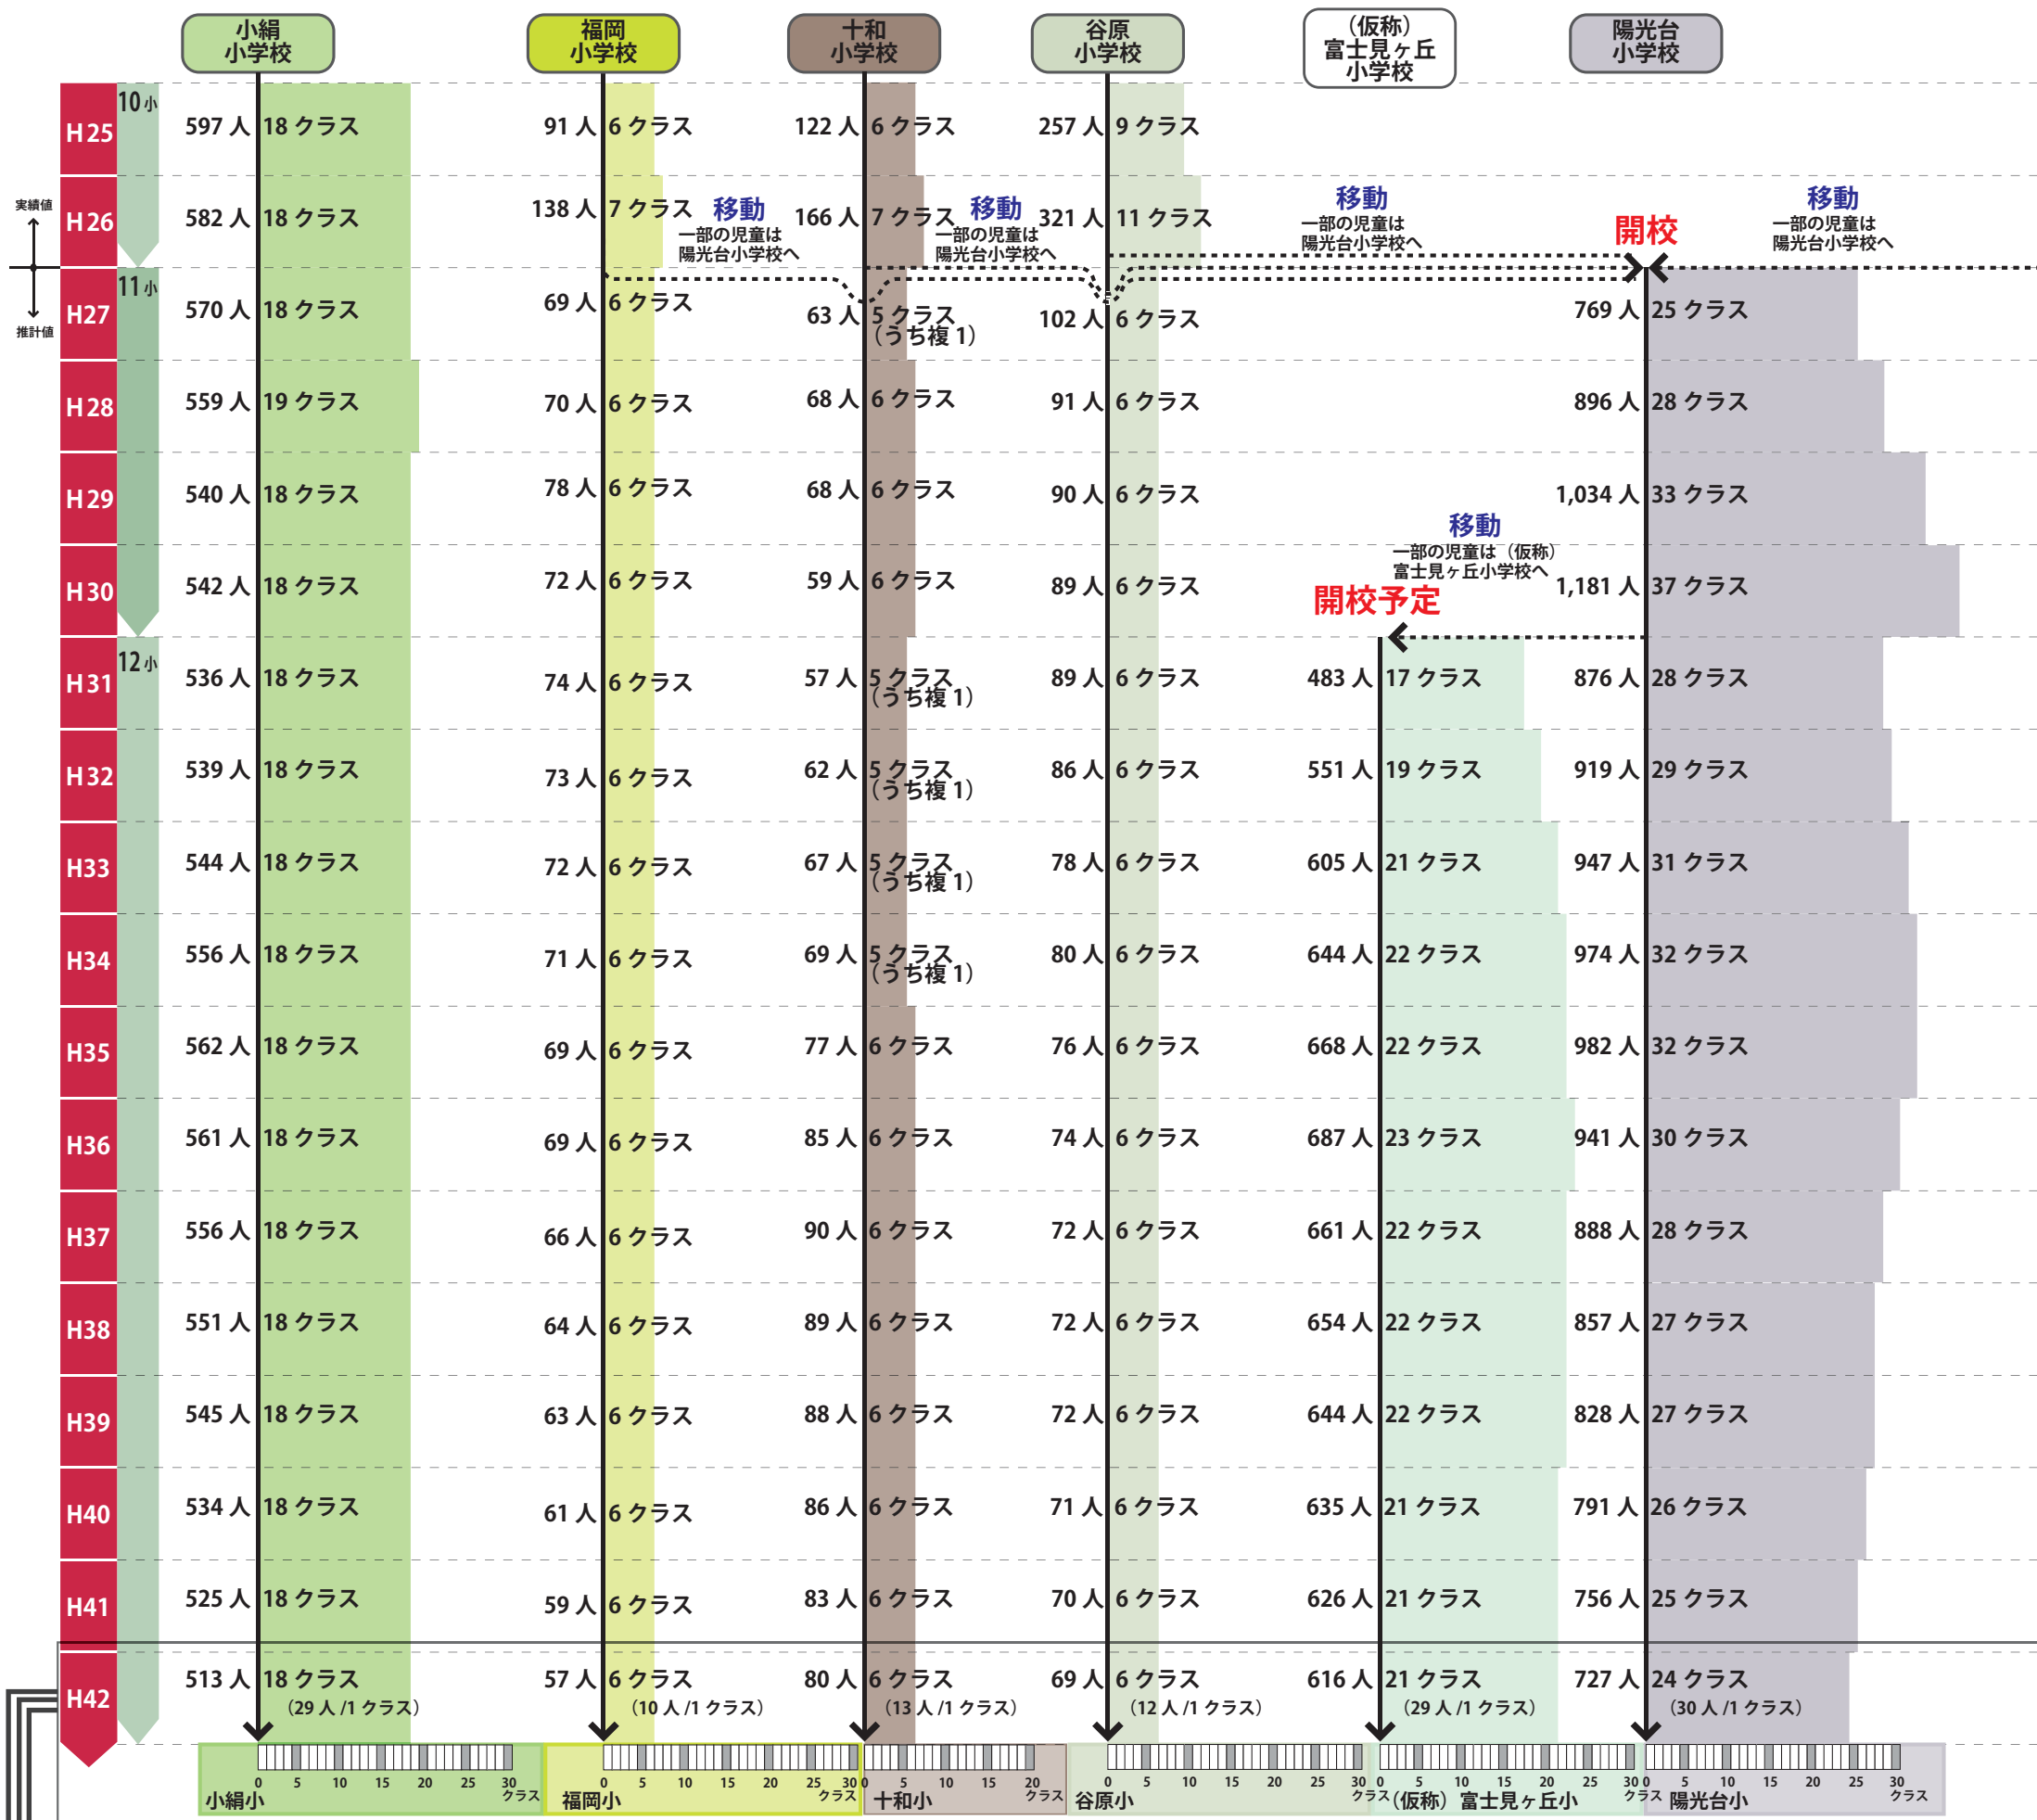 小絹
小学校
福岡
小学校
十和
小学校
谷原
小学校
（仮称）
富士見ヶ丘
小学校
陽光台
小学校
10小
H25
597人 18クラス
91人 6クラス
122人 6クラス
257人 9クラス
実績値
推計値
H26
582人 18クラス
138人 7クラス
移動
一部の児童は
陽光台小学校へ
166人 7クラス
移動
一部の児童は
陽光台小学校へ
321人 11クラス
移動
一部の児童は
陽光台小学校へ
開校
移動
一部の児童は
陽光台小学校へ
11小
H27
570人 18クラス
69人 6クラス
63人 5クラス
（うち複1）
102人 6クラス
769人 25クラス
H28
559人 19クラス
70人 6クラス
68人 6クラス
91人 6クラス
896人 28クラス
H29
540人 18クラス
78人 6クラス
68人 6クラス
90人 6クラス
1,034人 33クラス
移動
一部の児童は（仮称）
富士見ヶ丘小学校へ
H30
542人 18クラス
72人 6クラス
59人 6クラス
89人 6クラス
開校予定
1,181人 37クラス
12小
H31
536人 18クラス
74人 6クラス
57人 5クラス
（うち複1）
89人 6クラス
483人 17クラス
876人 28クラス
H32
539人 18クラス
73人 6クラス
62人 5クラス
（うち複1）
86人 6クラス
551人 19クラス
919人 29クラス
H33
544人 18クラス
72人 6クラス
67人 5クラス
（うち複1）
78人 6クラス
605人 21クラス
947人 31クラス
H34
556人 18クラス
71人 6クラス
69人 5クラス
（うち複1）
80人 6クラス
644人 22クラス
974人 32クラス
H35
562人 18クラス
69人 6クラス
77人 6クラス
76人 6クラス
668人 22クラス
982人 32クラス
H36
561人 18クラス
69人 6クラス
85人 6クラス
74人 6クラス
687人 23クラス
941人 30クラス
H37
556人 18クラス
66人 6クラス
90人 6クラス
72人 6クラス
661人 22クラス
888人 28クラス
H38
551人 18クラス
64人 6クラス
89人 6クラス
72人 6クラス
654人 22クラス
857人 27クラス
H39
545人 18クラス
63人 6クラス
88人 6クラス
72人 6クラス
644人 22クラス
828人 27クラス
H40
534人 18クラス
61人 6クラス
86人 6クラス
71人 6クラス
635人 21クラス
791人 26クラス
H41
525人 18クラス
59人 6クラス
83人 6クラス
70人 6クラス
626人 21クラス
756人 25クラス
H42
513人 18クラス
（29人/1クラス）
57人 6クラス
（10人/1クラス）
80人 6クラス
（13人/1クラス）
69人 6クラス
（12人/1クラス）
616人 21クラス
（29人/1クラス）
727人 24クラス
（30人/1クラス）
0 5 10 15 20 25 30
クラス
小絹小
0 5 10 15 20 25 30
クラス
福岡小
0 5 10 15 20
クラス
十和小
0 5 10 15 20 25 30
クラス
谷原小
0 5 10 15 20 25 30
クラス
（仮称）富士見ヶ丘小
0 5 10 15 20 25 30
クラス
陽光台小